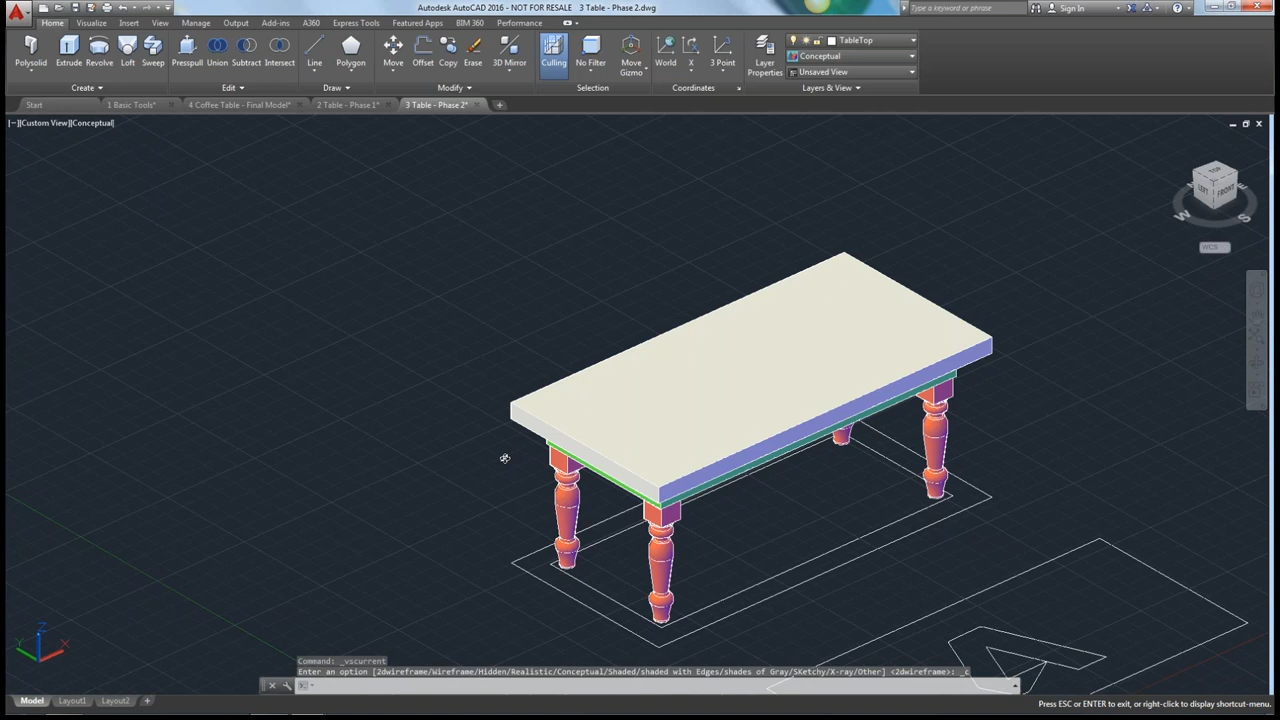 Autodesk AutoCAD 2016 - NOT FOR RESALE 3 Table - Phase 2.dwg
Type a keyword or phrase
Sign In
Home Visualize Insert View Manage Output Add-ins A360 Express Tools Featured Apps BIM 360 Performance
Polysolid Extrude Revolve Loft Sweep Presspull Union Subtract Intersect Line Polygon Move Offset Copy Erase 3D Mirror Culling No Filter Move Gizmo World X 3 Point Layer Properties
TableTop
Conceptual
Unsaved View
Create Edit Draw Modify Selection Coordinates Layers & View
Start 1 Basic Tools* 4 Coffee Table - Final Model* 2 Table - Phase 1* 3 Table - Phase 2*
[−][Custom View][Conceptual]
TOP
LEFT FRONT
W S E
WCS
Z
Y X
Command: _vscurrent
Enter an option [2dwireframe/Wireframe/Hidden/Realistic/Conceptual/Shaded/shaded with Edges/shades of Gray/SKetchy/X-ray/Other] <2dwireframe>: _c
Model Layout1 Layout2 +
Press ESC or ENTER to exit, or right-click to display shortcut-menu.